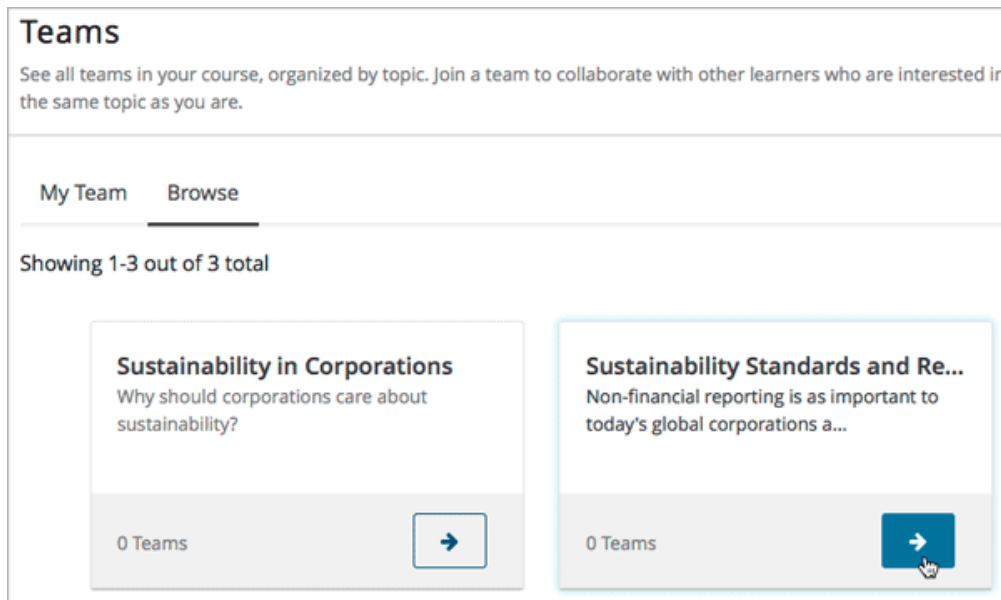 Teams
See all teams in your course, organized by topic. Join a team to collaborate with other learners who are interested in
the same topic as you are.
My Team Browse
Showing 1-3 out of 3 total
Sustainability in Corporations
Why should corporations care about
sustainability?
0 Teams
Sustainability Standards and Re...
Non-financial reporting is as important to
today's global corporations a...
0 Teams